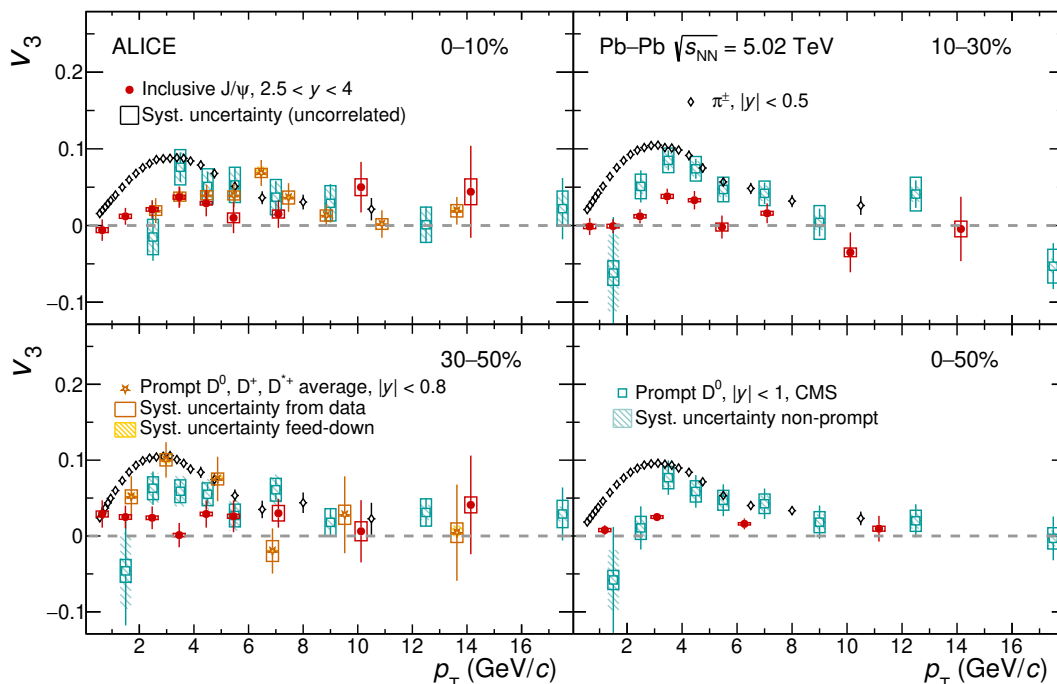 v₃
ALICE
0–10%
Inclusive J/ψ, 2.5 < y < 4
Syst. uncertainty (uncorrelated)
0.2
0.1
0
−0.1
Pb–Pb √sNN = 5.02 TeV
10–30%
π±, |y| < 0.5
v₃
30–50%
Prompt D⁰, D⁺, D*⁺ average, |y| < 0.8
Syst. uncertainty from data
Syst. uncertainty feed-down
0.2
0.1
0
−0.1
2 4 6 8 10 12 14 16
p_T (GeV/c)
0–50%
Prompt D⁰, |y| < 1, CMS
Syst. uncertainty non-prompt
2 4 6 8 10 12 14 16
p_T (GeV/c)